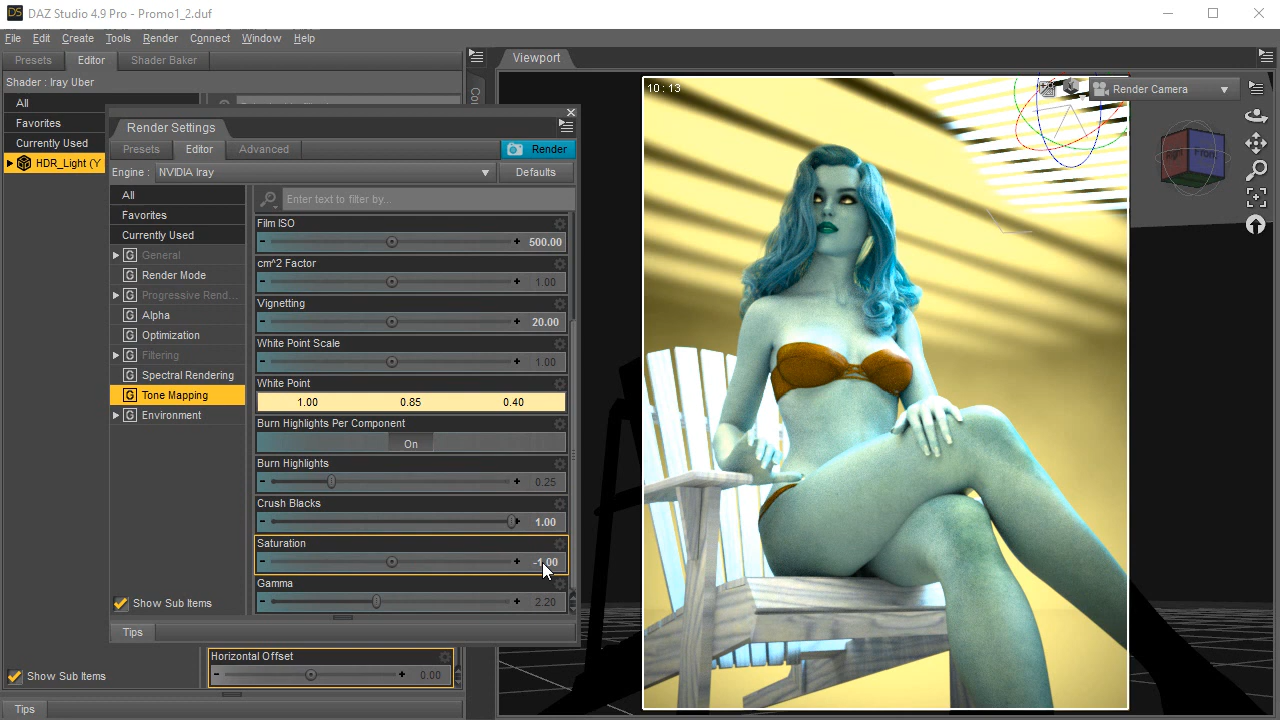 DS DAZ Studio 4.9 Pro - Promo1_2.duf
File Edit Create Tools Render Connect Window Help
Presets Editor Shader Baker
Shader : Iray Uber
All
Favorites
Currently Used
HDR_Light (Y
Render Settings
Presets Editor Advanced Render
Engine : NVIDIA Iray Defaults
All
Favorites
Currently Used
G General
G Render Mode
G Progressive Rend...
G Alpha
G Optimization
G Filtering
G Spectral Rendering
G Tone Mapping
G Environment
Show Sub Items
Enter text to filter by...
Film ISO
- + 500.00
cm^2 Factor
- + 1.00
Vignetting
- + 20.00
White Point Scale
- + 1.00
White Point
1.00 0.85 0.40
Burn Highlights Per Component
On
Burn Highlights
- + 0.25
Crush Blacks
- + 1.00
Saturation
- + -1.00
Gamma
- + 2.20
Tips
Horizontal Offset
- + 0.00
Show Sub Items
Tips
Viewport
10 : 13
Render Camera
Right Front